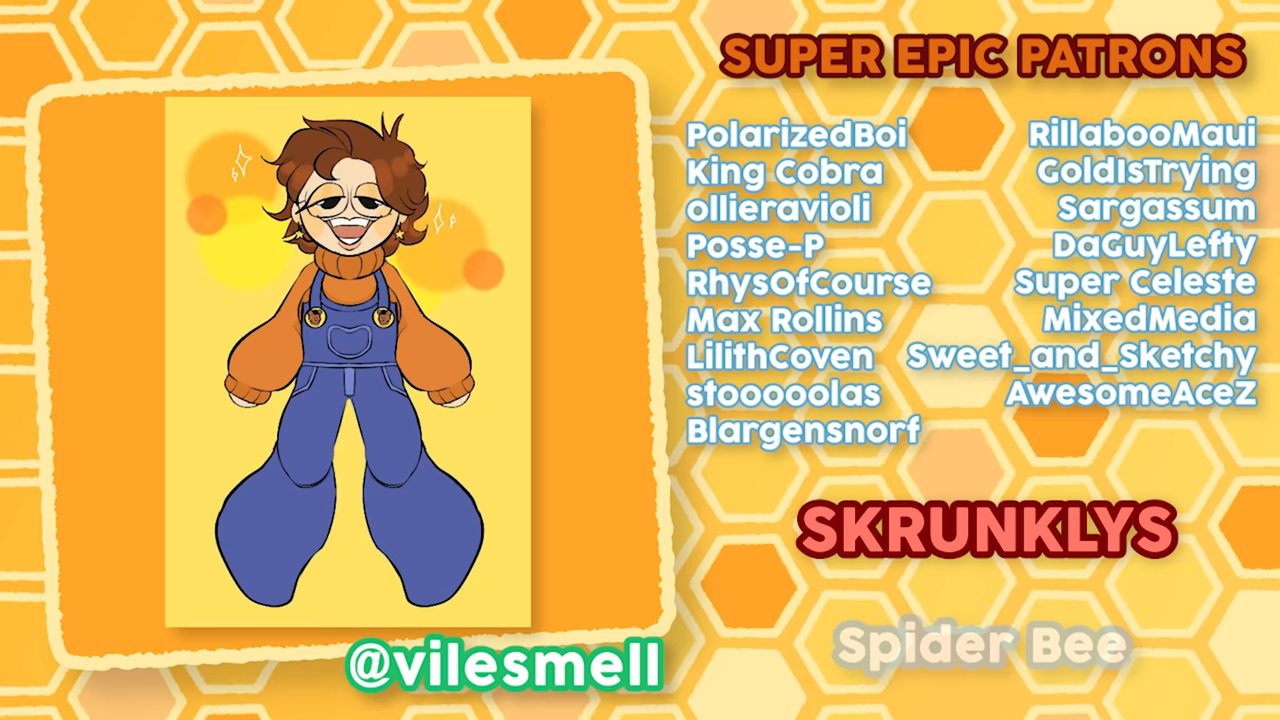 SUPER EPIC PATRONS
PolarizedBoi
King Cobra
ollieravioli
Posse-P
RhysOfCourse
Max Rollins
LilithCoven
stooooolas
Blargensnorf
RillabooMaui
GoldIsTrying
Sargassum
DaGuyLefty
Super Celeste
MixedMedia
Sweet_and_Sketchy
AwesomeAceZ
SKRUNKLYS
Spider Bee
@vilesmell